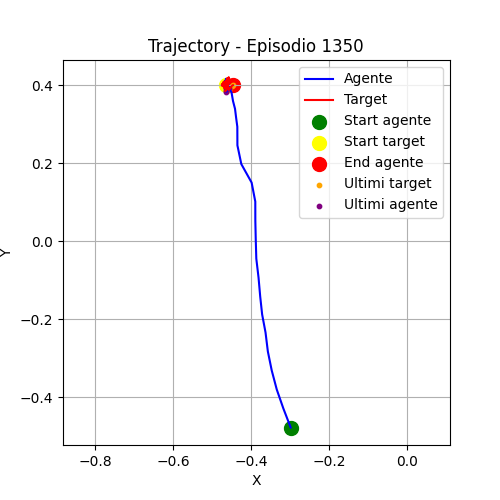 Trajectory - Episodio 1350
Agente
Target
Start agente
Start target
End agente
Ultimi target
Ultimi agente
0.4
0.2
0.0
−0.2
−0.4
Y
−0.8
−0.6
−0.4
−0.2
0.0
X